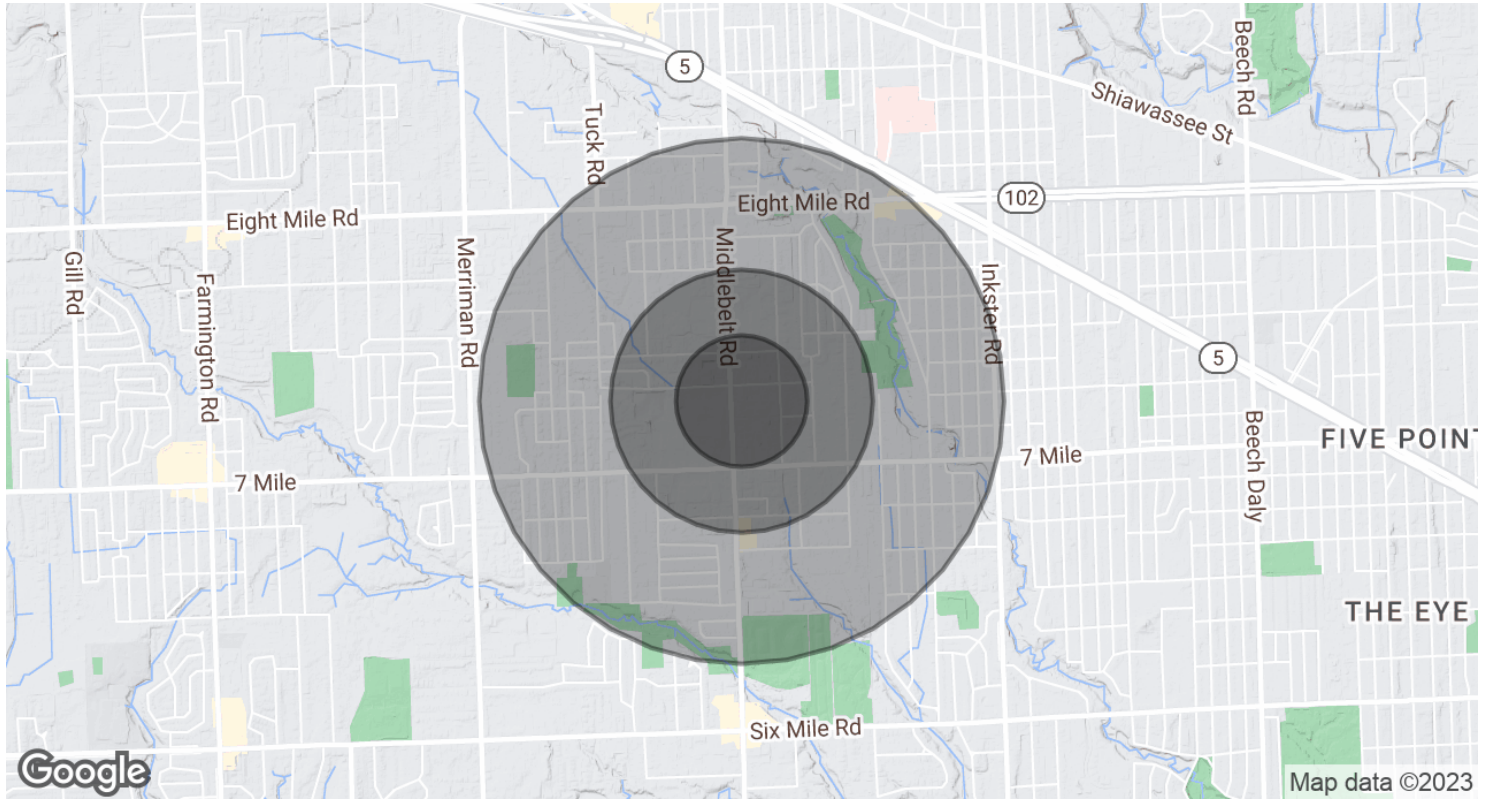 5
Beech Rd
Shiawassee St
Tuck Rd
102
Eight Mile Rd
Eight Mile Rd
Gill Rd
Farmington Rd
Merriman Rd
Middlebelt Rd
Inkster Rd
5
Beech Daly
FIVE POINT
7 Mile
7 Mile
THE EYE
Six Mile Rd
Google
Map data ©2023